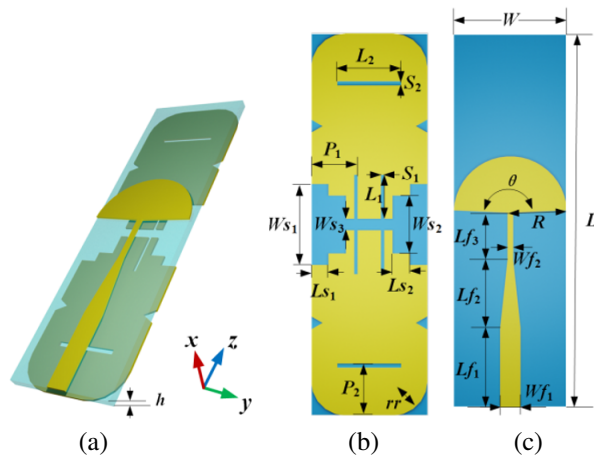 x
z
y
h
(a)
L2
S2
P1
S1
L1
Ws1
Ws3
Ws2
Ls1
Ls2
P2
rr
(b)
W
θ
R
L
Lf3
Wf2
Lf2
Lf1
Wf1
(c)